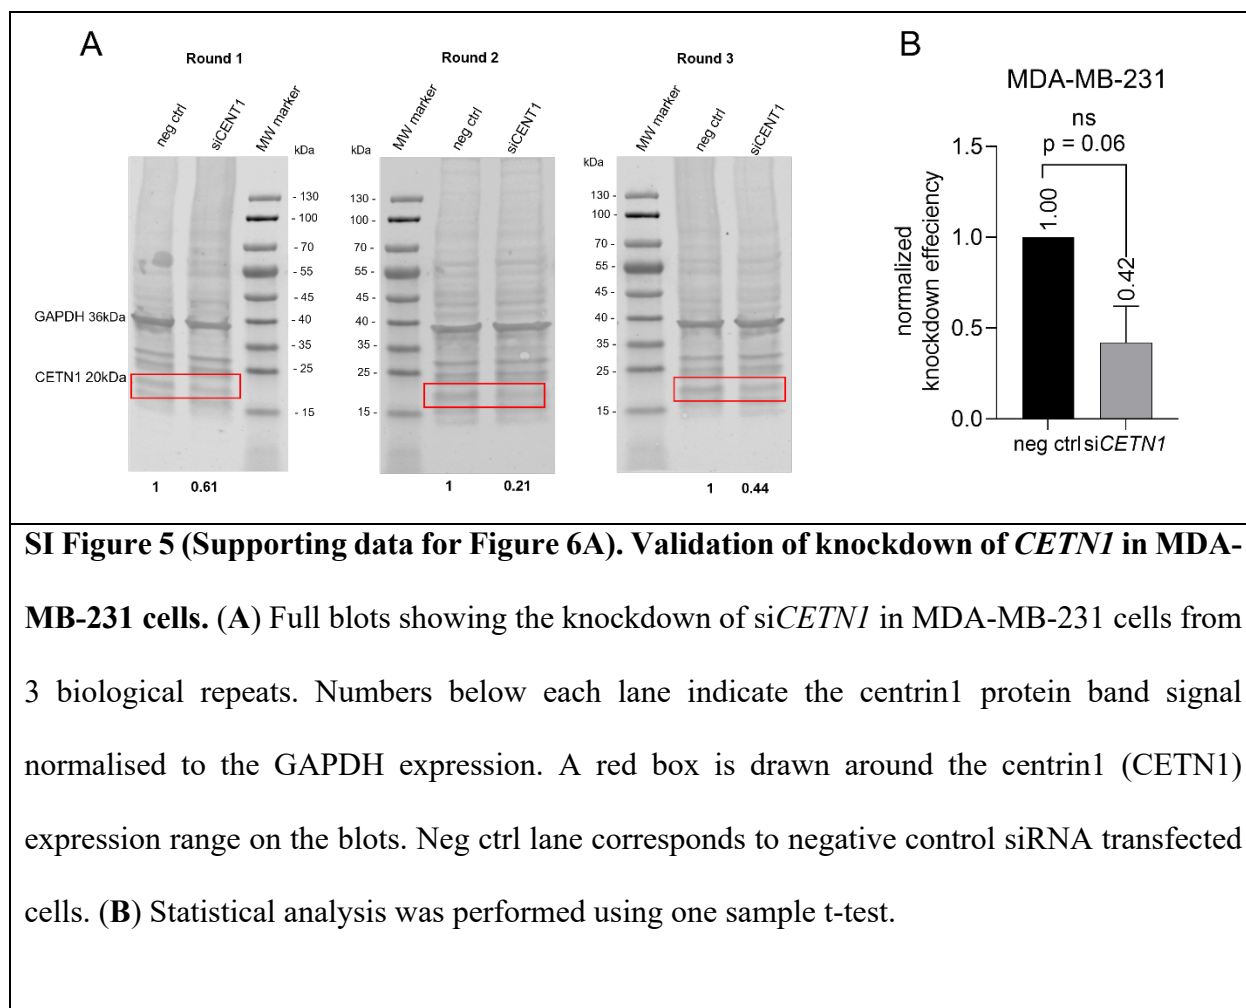 A
Round 1
Round 2
Round 3
neg ctrl
siCENT1
MW marker
kDa
- 130
- 100
- 70
- 55
- 45
- 40
- 35
- 25
- 15
GAPDH 36kDa
CETN1 20kDa
1 0.61
kDa
MW marker
neg ctrl
siCENT1
130 -
100 -
70 -
55 -
45 -
40 -
35 -
25 -
15 -
1 0.21
kDa
MW marker
neg ctrl
siCENT1
130 -
100 -
70 -
55 -
45 -
40 -
35 -
25 -
15 -
1 0.44
B
MDA-MB-231
ns
p = 0.06
normalized
knockdown effeciency
1.5
1.0
0.5
0.0
1.00
0.42
neg ctrl siCETN1
SI Figure 5 (Supporting data for Figure 6A). Validation of knockdown of CETN1 in MDA-
MB-231 cells. (A) Full blots showing the knockdown of siCETN1 in MDA-MB-231 cells from
3 biological repeats. Numbers below each lane indicate the centrin1 protein band signal
normalised to the GAPDH expression. A red box is drawn around the centrin1 (CETN1)
expression range on the blots. Neg ctrl lane corresponds to negative control siRNA transfected
cells. (B) Statistical analysis was performed using one sample t-test.